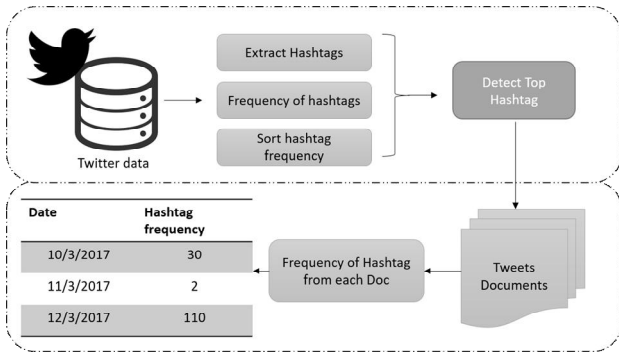 Extract Hashtags
Frequency of hashtags
Sort hashtag
frequency
Detect Top
Hashtag
Twitter data
Date
Hashtag
frequency
10/3/2017 30
11/3/2017 2
12/3/2017 110
Frequency of Hashtag
from each Doc
Tweets
Documents